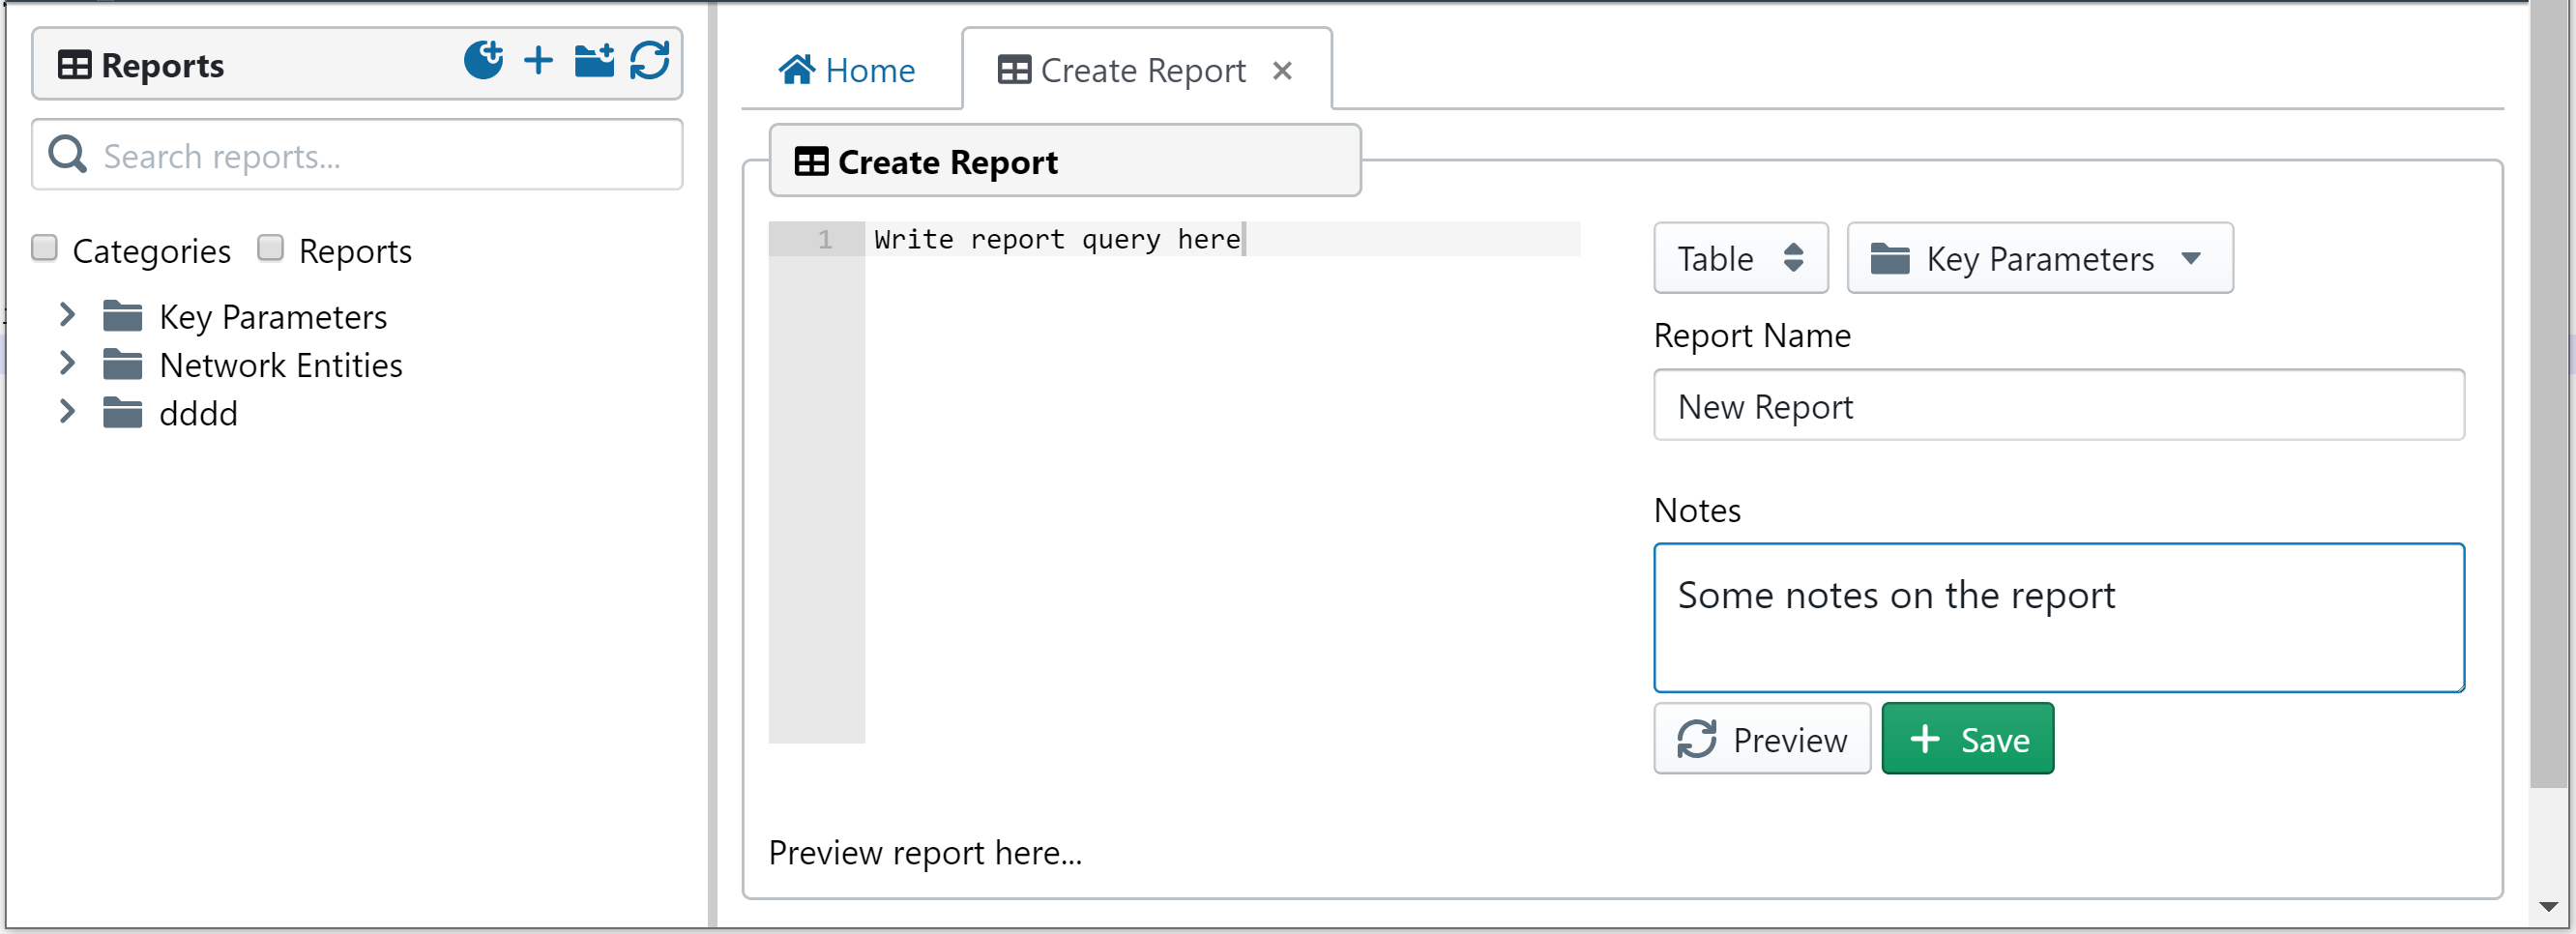 Reports
Search reports...
Categories Reports
Key Parameters
Network Entities
dddd
Home Create Report
Create Report
1 Write report query here
Table Key Parameters
Report Name
New Report
Notes
Some notes on the report
Preview Save
Preview report here...